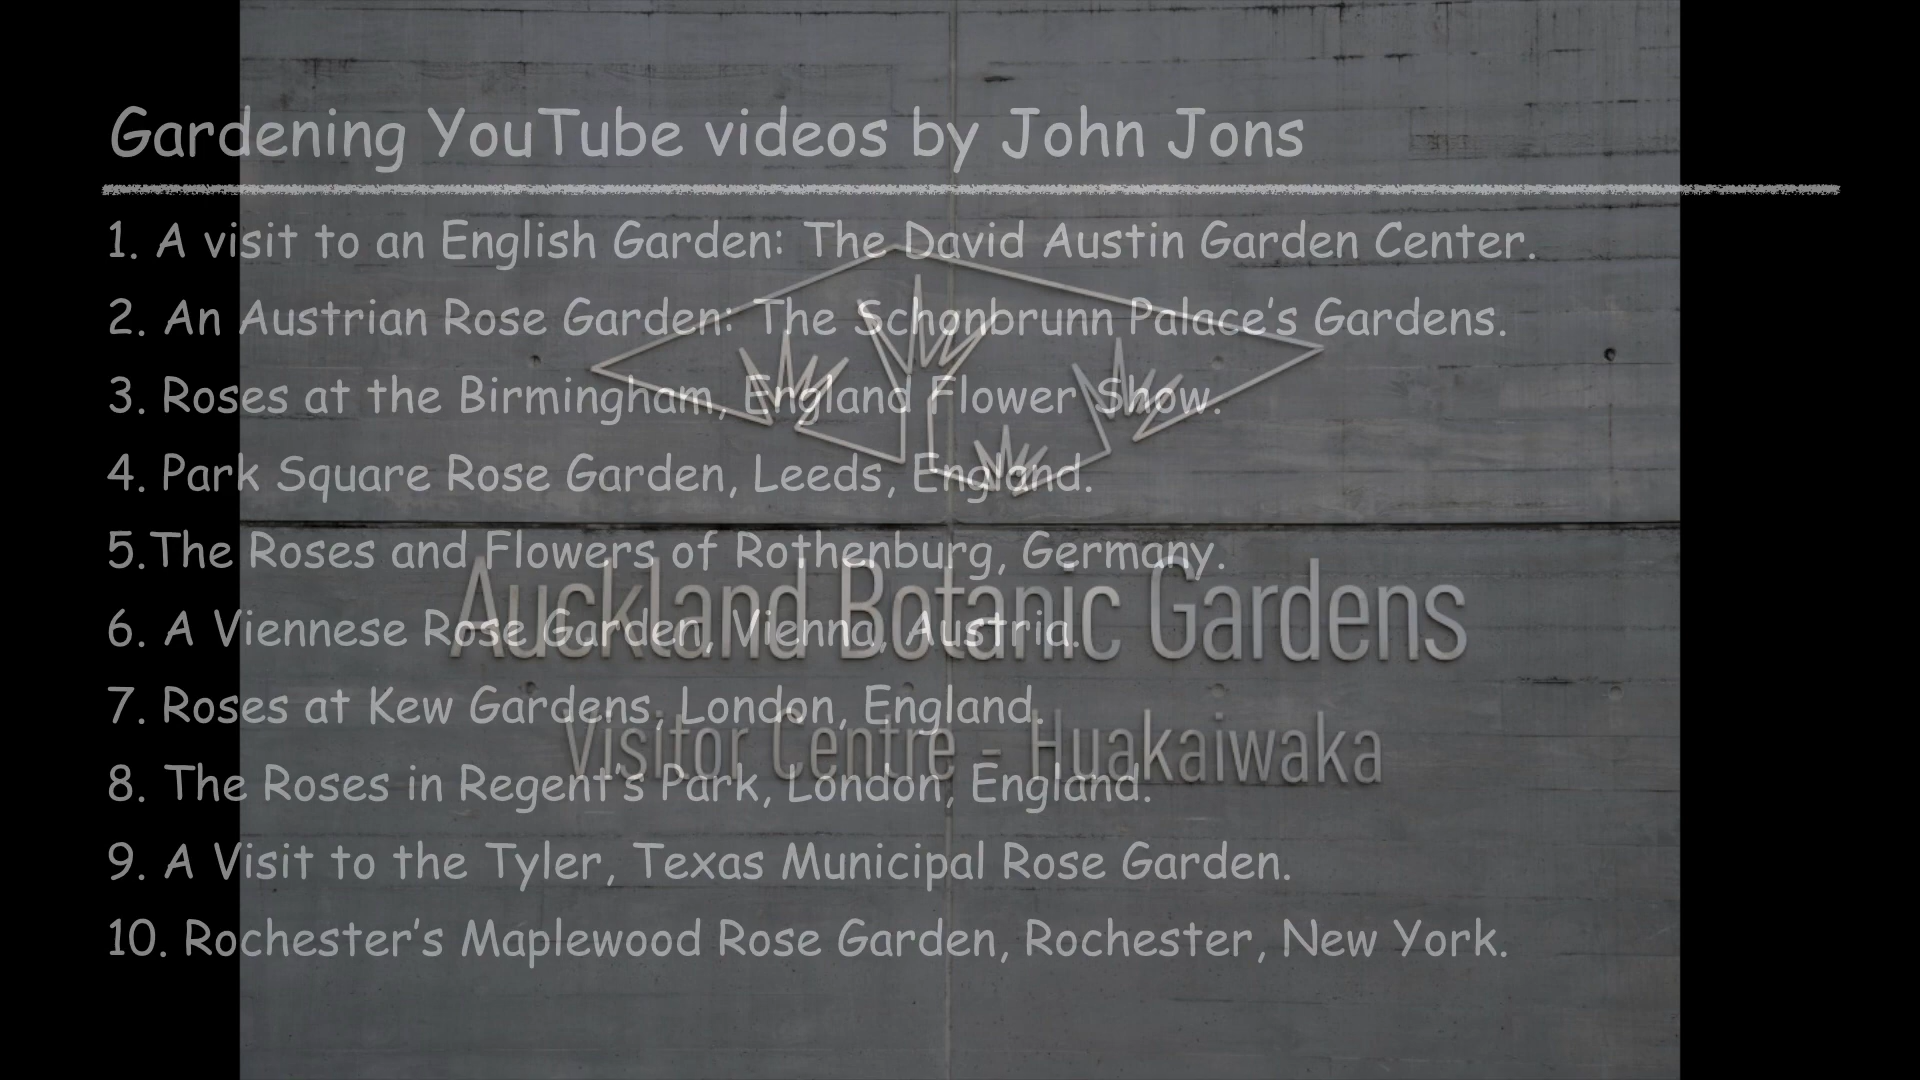 Gardening YouTube videos by John Jons
1. A visit to an English Garden: The David Austin Garden Center.
2. An Austrian Rose Garden: The Schonbrunn Palace's Gardens.
3. Roses at the Birmingham, England Flower Show.
4. Park Square Rose Garden, Leeds, England.
5.The Roses and Flowers of Rothenburg, Germany.
Auckland Botanic Gardens
6. A Viennese Rose Garden, Vienna, Austria.
7. Roses at Kew Gardens, London, England.
Visitor Centre - Huakaiwaka
8. The Roses in Regent's Park, London, England.
9. A Visit to the Tyler, Texas Municipal Rose Garden.
10. Rochester's Maplewood Rose Garden, Rochester, New York.